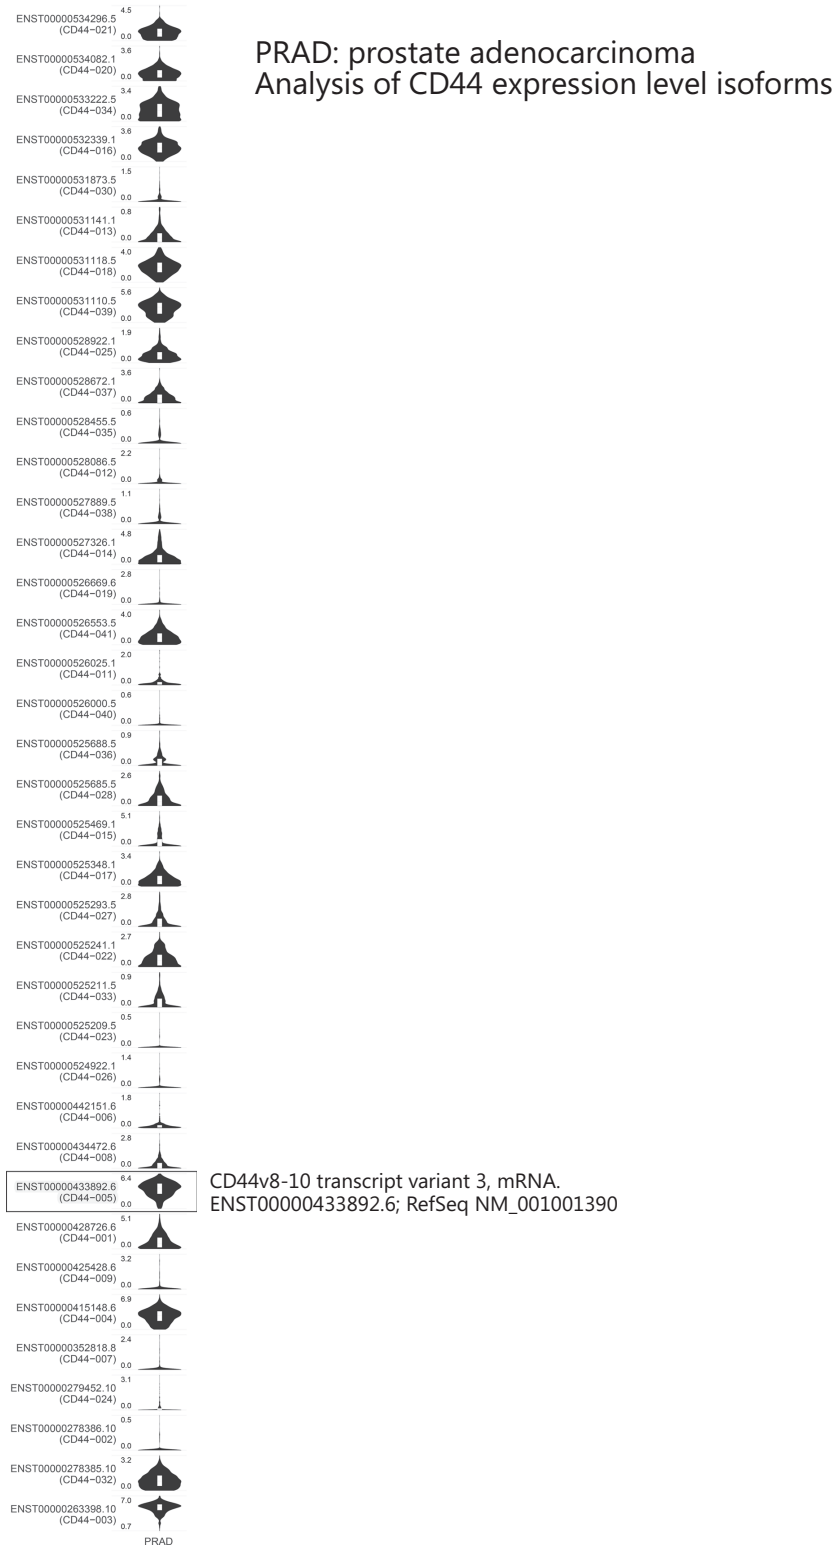 PRAD: prostate adenocarcinoma
Analysis of CD44 expression level isoforms
ENST00000534296.5
(CD44−021)
4.5
0.0
ENST00000534082.1
(CD44−020)
3.6
0.0
ENST00000533222.5
(CD44−034)
3.4
0.0
ENST00000532339.1
(CD44−016)
3.6
0.0
ENST00000531873.5
(CD44−030)
1.5
0.0
ENST00000531141.1
(CD44−013)
0.8
0.0
ENST00000531118.5
(CD44−018)
4.0
0.0
ENST00000531110.5
(CD44−039)
5.6
0.0
ENST00000528922.1
(CD44−025)
1.9
0.0
ENST00000528672.1
(CD44−037)
3.6
0.0
ENST00000528455.5
(CD44−035)
0.6
0.0
ENST00000528086.5
(CD44−012)
2.2
0.0
ENST00000527889.5
(CD44−038)
1.1
0.0
ENST00000527326.1
(CD44−014)
4.8
0.0
ENST00000526669.6
(CD44−019)
2.8
0.0
ENST00000526553.5
(CD44−041)
4.0
0.0
ENST00000526025.1
(CD44−011)
2.0
0.0
ENST00000526000.5
(CD44−040)
0.6
0.0
ENST00000525688.5
(CD44−036)
0.9
0.0
ENST00000525685.5
(CD44−028)
2.6
0.0
ENST00000525469.1
(CD44−015)
5.1
0.0
ENST00000525348.1
(CD44−017)
3.4
0.0
ENST00000525293.5
(CD44−027)
2.8
0.0
ENST00000525241.1
(CD44−022)
2.7
0.0
ENST00000525211.5
(CD44−033)
0.9
0.0
ENST00000525209.5
(CD44−023)
0.5
0.0
ENST00000524922.1
(CD44−026)
1.4
0.0
ENST00000442151.6
(CD44−006)
1.8
0.0
ENST00000434472.6
(CD44−008)
2.8
0.0
ENST00000433892.6
(CD44−005)
6.4
0.0
CD44v8-10 transcript variant 3, mRNA.
ENST00000433892.6; RefSeq NM_001001390
ENST00000428726.6
(CD44−001)
5.1
0.0
ENST00000425428.6
(CD44−009)
3.2
0.0
ENST00000415148.6
(CD44−004)
6.9
0.0
ENST00000352818.8
(CD44−007)
2.4
0.0
ENST00000279452.10
(CD44−024)
3.1
0.0
ENST00000278386.10
(CD44−002)
0.5
0.0
ENST00000278385.10
(CD44−032)
3.2
0.0
ENST00000263398.10
(CD44−003)
7.0
0.7
PRAD